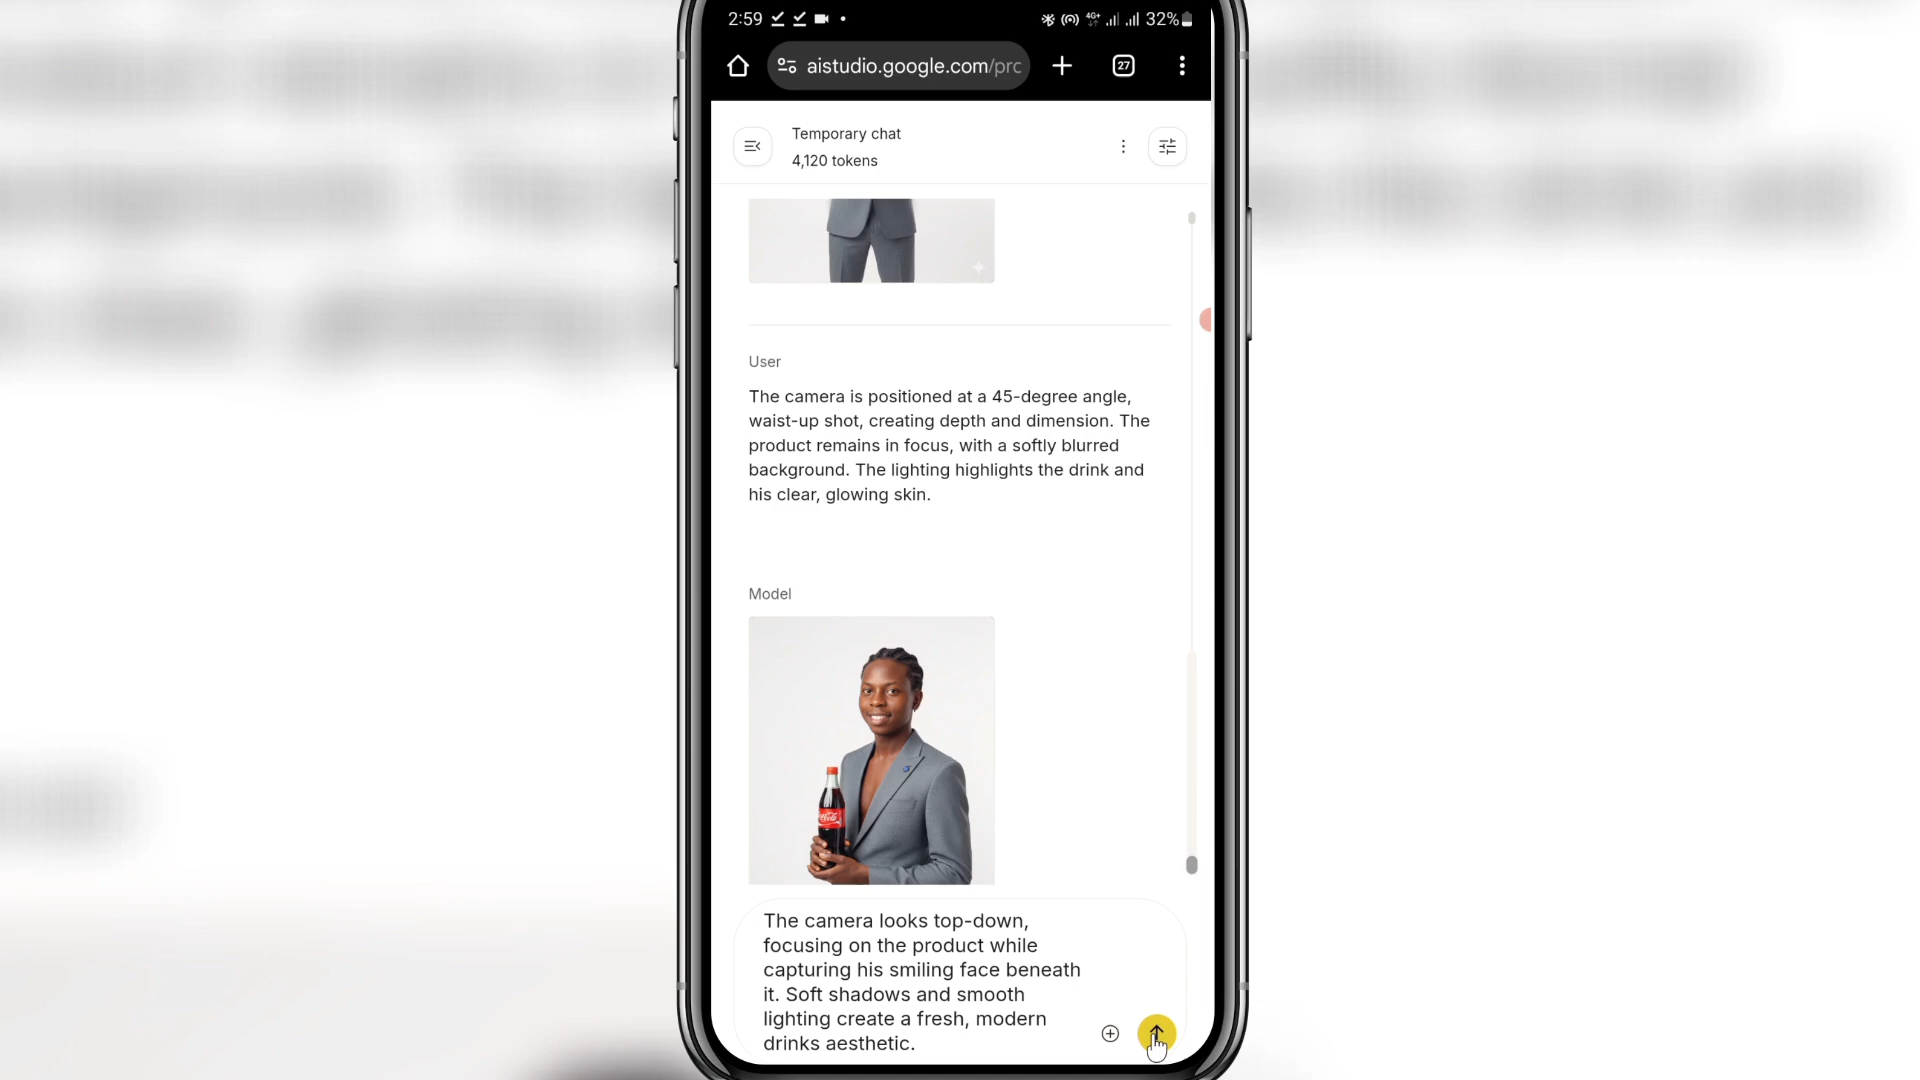 2:59
4G+
32%
aistudio.google.com/prc
27
Temporary chat
4,120 tokens
User
The camera is positioned at a 45-degree angle,
waist-up shot, creating depth and dimension. The
product remains in focus, with a softly blurred
background. The lighting highlights the drink and
his clear, glowing skin.
Model
Coca-Cola
The camera looks top-down,
focusing on the product while
capturing his smiling face beneath
it. Soft shadows and smooth
lighting create a fresh, modern
drinks aesthetic.